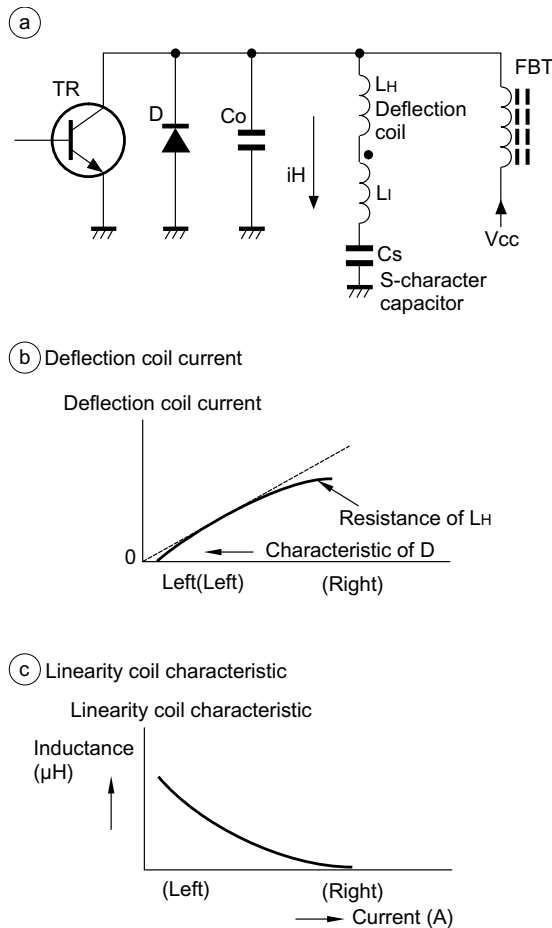 a
TR
D
Co
iH
LH
Deflection
coil
LI
Cs
S-character
capacitor
FBT
Vcc
b Deflection coil current
Deflection coil current
Resistance of LH
0
Characteristic of D
Left(Left)
(Right)
c Linearity coil characteristic
Linearity coil characteristic
Inductance
(µH)
(Left)
(Right)
Current (A)